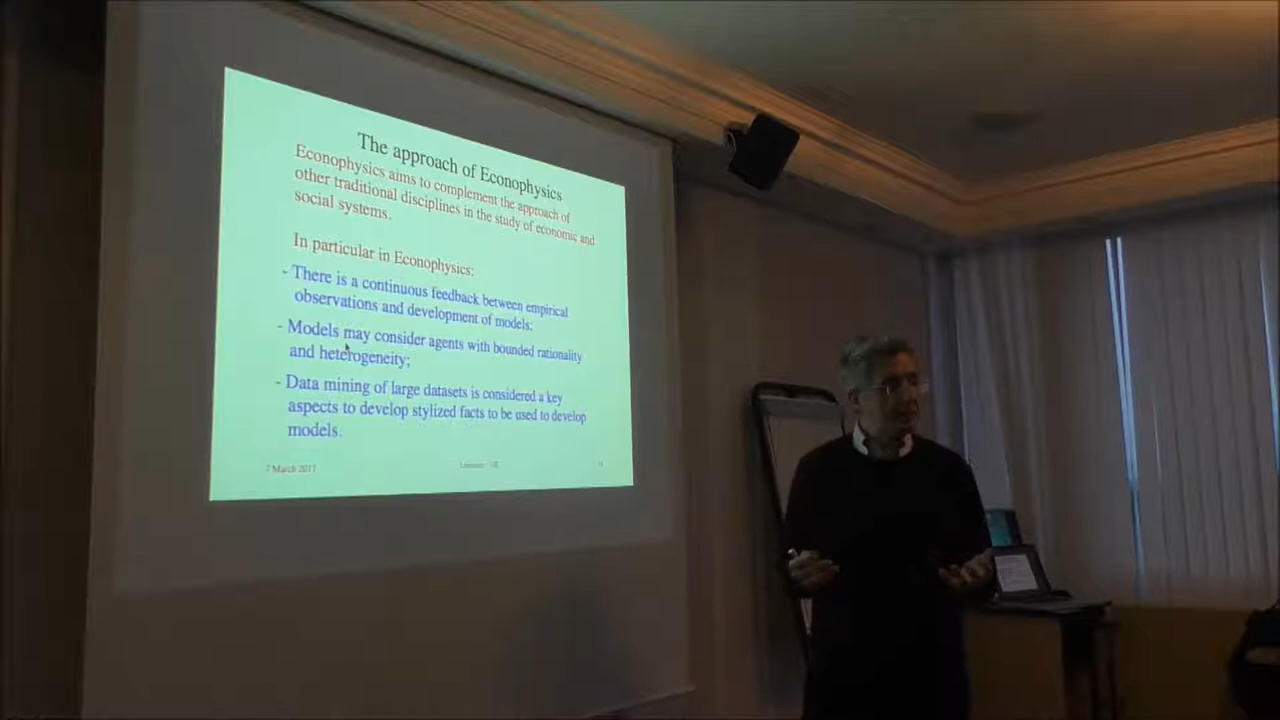 The approach of Econophysics
Econophysics aims to complement the approach of
other traditional disciplines in the study of economic and
social systems.
In particular in Econophysics:
- There is a continuous feedback between empirical
observations and development of models;
- Models may consider agents with bounded rationality
and heterogeneity;
- Data mining of large datasets is considered a key
aspects to develop stylized facts to be used to develop
models.
7 March 2017